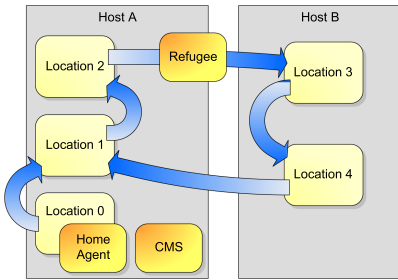 Host A
Host B
Refugee
Location 2
Location 3
Location 1
Location 4
Location 0
Home
Agent
CMS